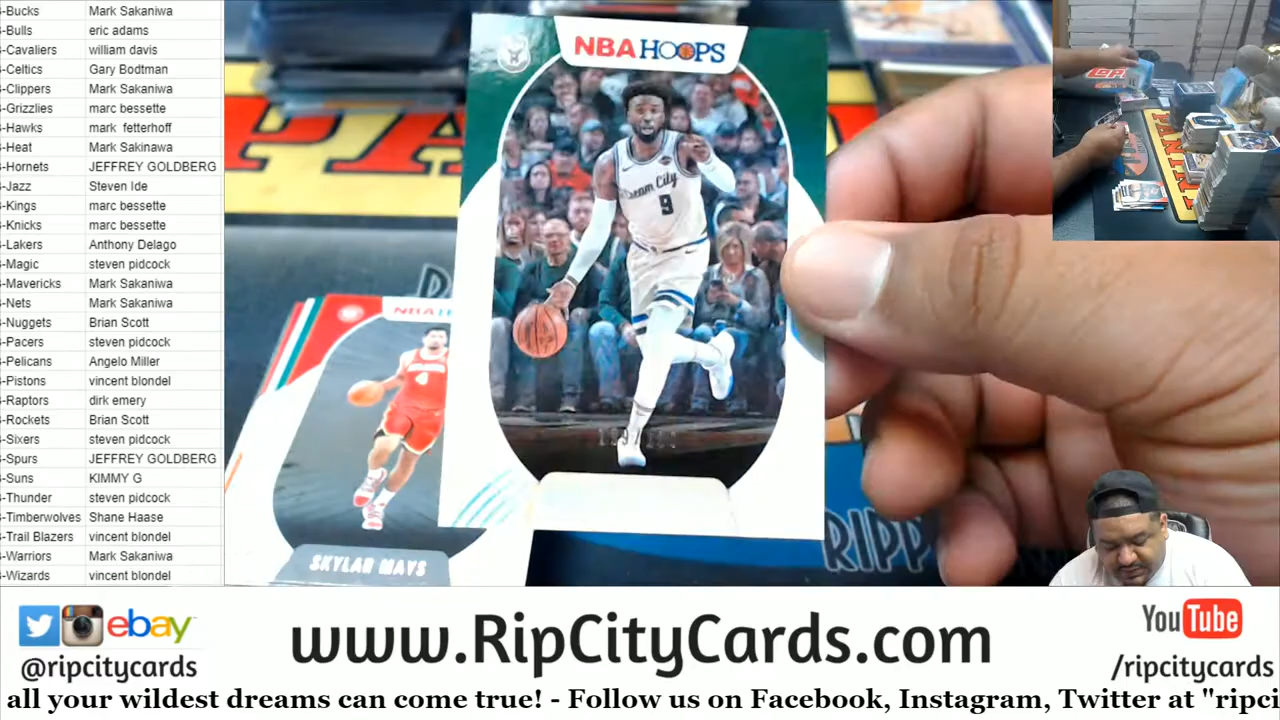 -Bucks Mark Sakaniwa
-Bulls eric adams
-Cavaliers william davis
-Celtics Gary Bodtman
-Clippers Mark Sakaniwa
-Grizzlies marc bessette
-Hawks mark fetterhoff
-Heat Mark Sakinawa
-Hornets JEFFREY GOLDBERG
-Jazz Steven Ide
-Kings marc bessette
-Knicks marc bessette
-Lakers Anthony Delago
-Magic steven pidcock
-Mavericks Mark Sakaniwa
-Nets Mark Sakaniwa
-Nuggets Brian Scott
-Pacers steven pidcock
-Pelicans Angelo Miller
-Pistons vincent blondel
-Raptors dirk emery
-Rockets Brian Scott
-Sixers steven pidcock
-Spurs JEFFREY GOLDBERG
-Suns KIMMY G
-Thunder steven pidcock
-Timberwolves Shane Haase
-Trail Blazers vincent blondel
-Warriors Mark Sakaniwa
-Wizards vincent blondel
NBA HOOPS
Cream City
9
NBA
4
SKYLAR MAYS
RIPP
ebay
@ripcitycards
www.RipCityCards.com
YouTube
/ripcitycards
all your wildest dreams can come true! - Follow us on Facebook, Instagram, Twitter at "ripci